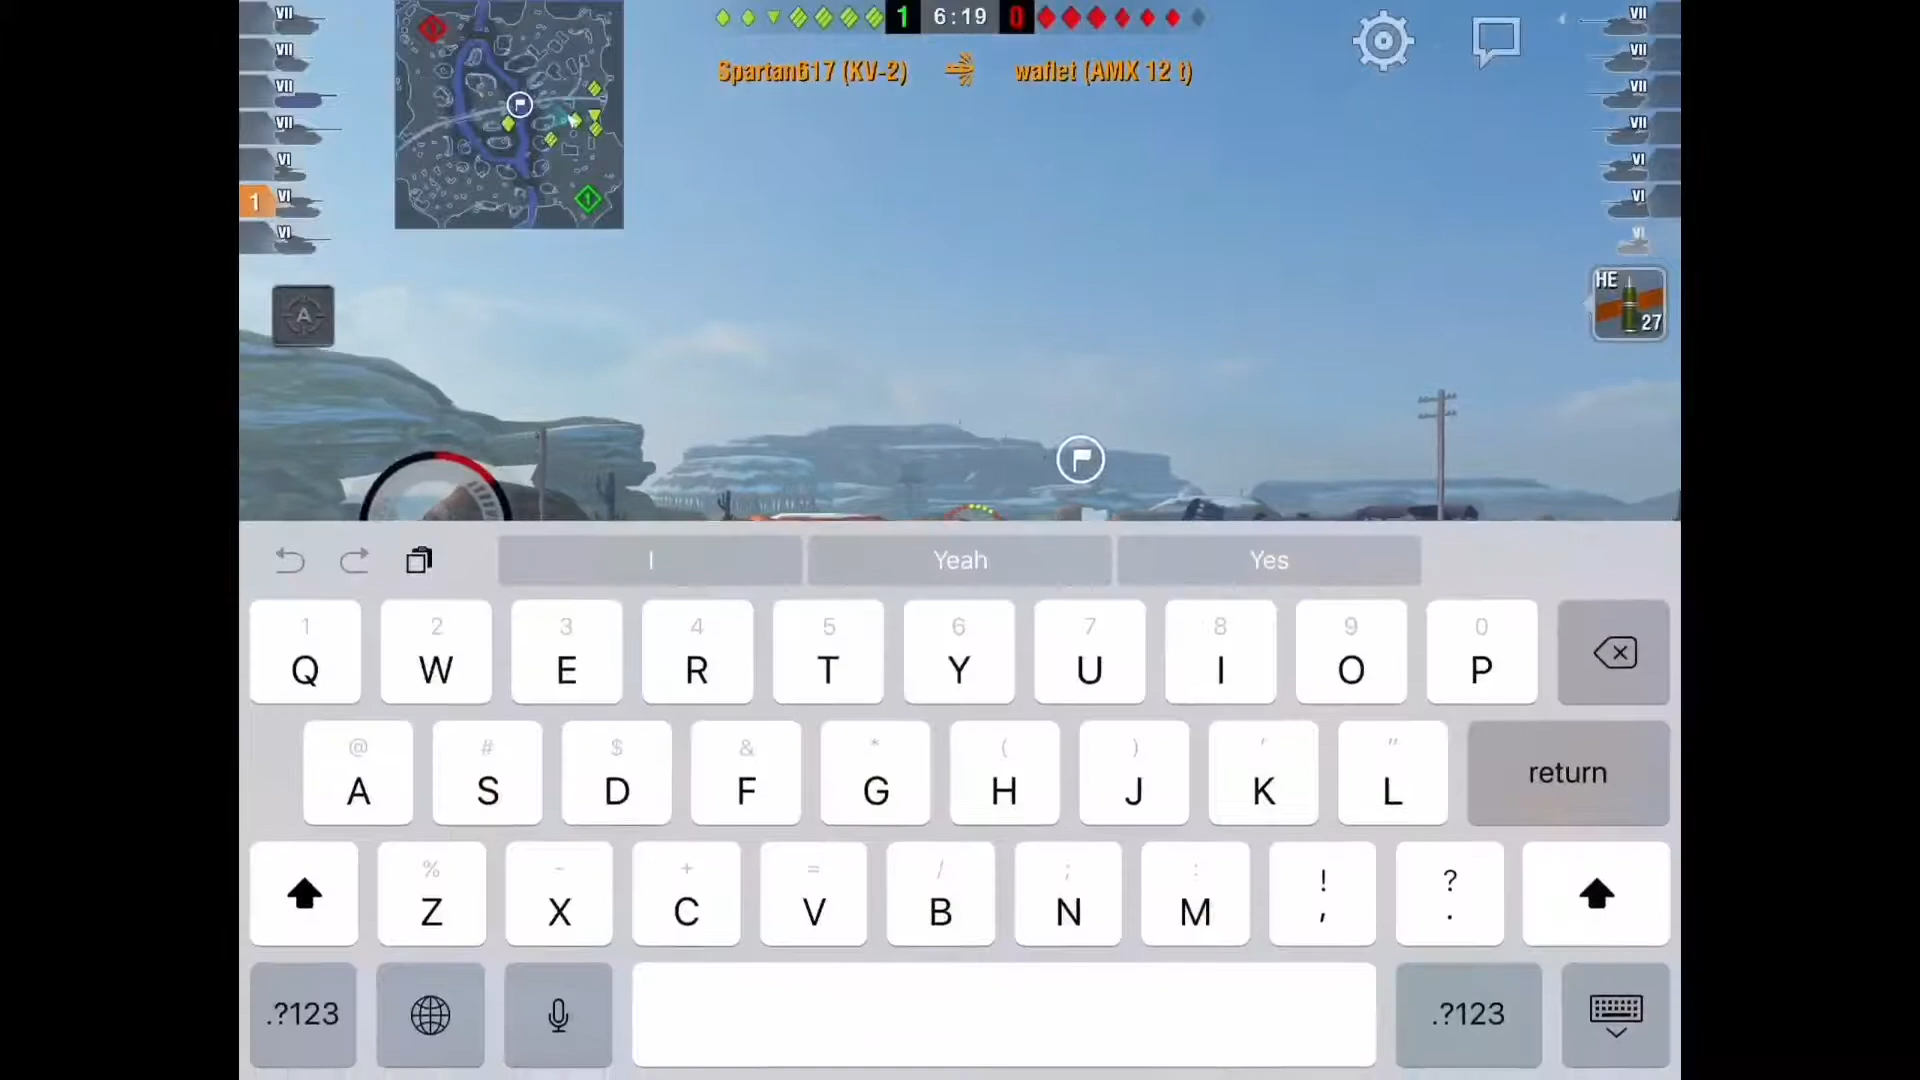 VII
VII
VII
VII
VI
1 VI
VI
1
1 6:19 0
Spartan617 (KV-2) waflet (AMX 12 t)
VII
VII
VII
VII
VI
VI
VI
A
HE
27
I Yeah Yes
1 2 3 4 5 6 7 8 9 0
Q W E R T Y U I O P
@ # $ & * ( ) ' "
A S D F G H J K L return
% - + = / ; : ! ?
Z X C V B N M , .
.?123 .?123